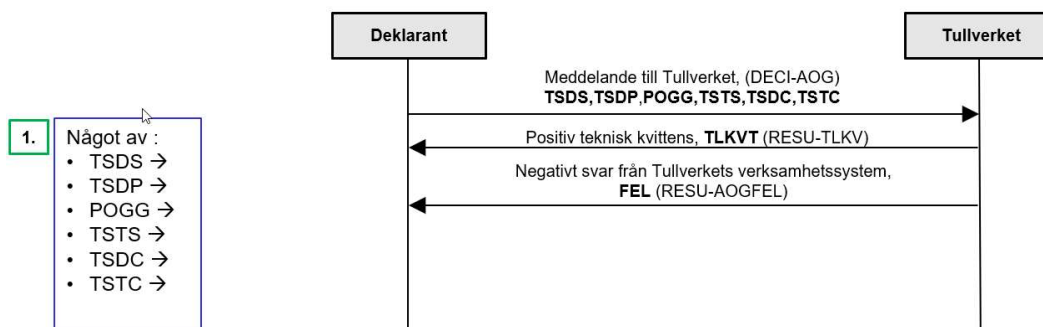 Deklarant
Tullverket
Meddelande till Tullverket, (DECI-AOG)
TSDS,TSDP,POGG,TSTS,TSDC,TSTC
Positiv teknisk kvittens, TLKVT (RESU-TLKV)
Negativt svar från Tullverkets verksamhetssystem,
FEL (RESU-AOGFEL)
1.
Något av :
• TSDS →
• TSDP →
• POGG →
• TSTS →
• TSDC →
• TSTC →